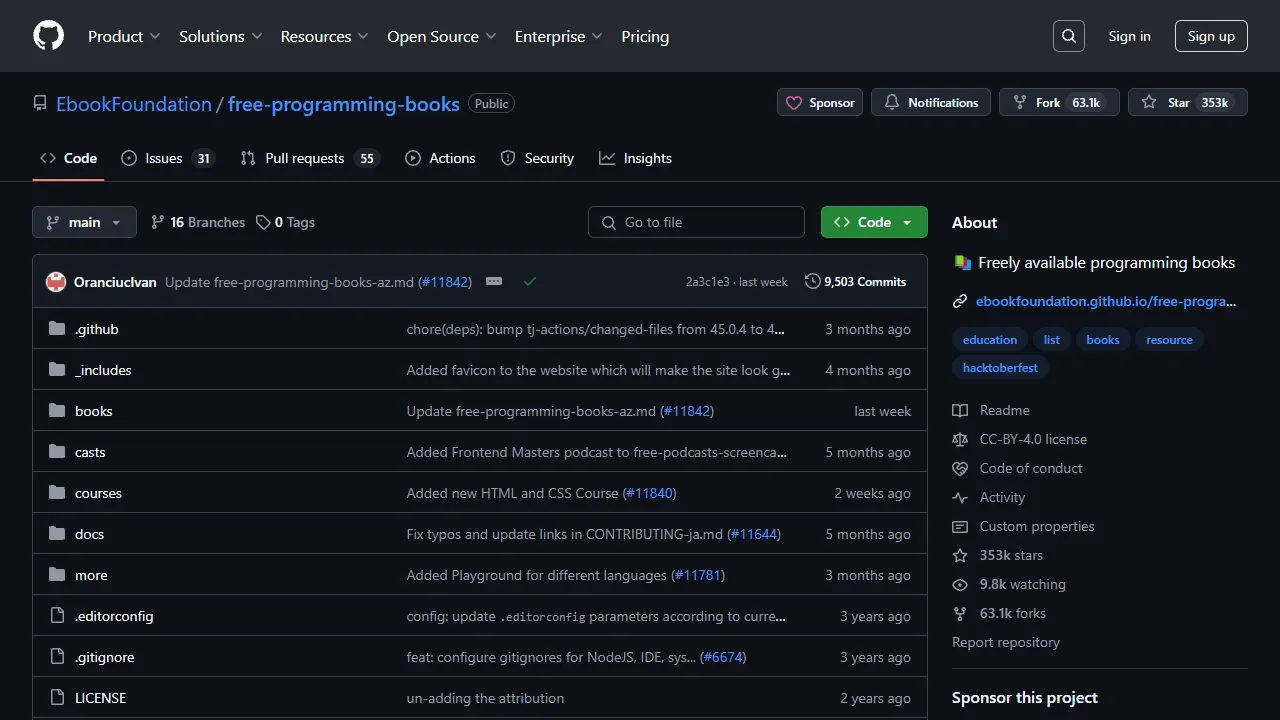 Product Solutions Resources Open Source Enterprise Pricing Sign in Sign up
EbookFoundation / free-programming-books Public Sponsor Notifications Fork 63.1k Star 353k
Code Issues 31 Pull requests 55 Actions Security Insights
main 16 Branches 0 Tags Go to file Code
OranciucIvan Update free-programming-books-az.md (#11842) 2a3c1e3 · last week 9,503 Commits
.github chore(deps): bump tj-actions/changed-files from 45.0.4 to 4... 3 months ago
_includes Added favicon to the website which will make the site look g... 4 months ago
books Update free-programming-books-az.md (#11842) last week
casts Added Frontend Masters podcast to free-podcasts-screenca... 5 months ago
courses Added new HTML and CSS Course (#11840) 2 weeks ago
docs Fix typos and update links in CONTRIBUTING-ja.md (#11644) 5 months ago
more Added Playground for different languages (#11781) 3 months ago
.editorconfig config: update .editorconfig parameters according to curre... 3 years ago
.gitignore feat: configure gitignores for NodeJS, IDE, sys... (#6674) 3 years ago
LICENSE un-adding the attribution 2 years ago
About
Freely available programming books
ebookfoundation.github.io/free-progra...
education list books resource
hacktoberfest
Readme
CC-BY-4.0 license
Code of conduct
Activity
Custom properties
353k stars
9.8k watching
63.1k forks
Report repository
Sponsor this project